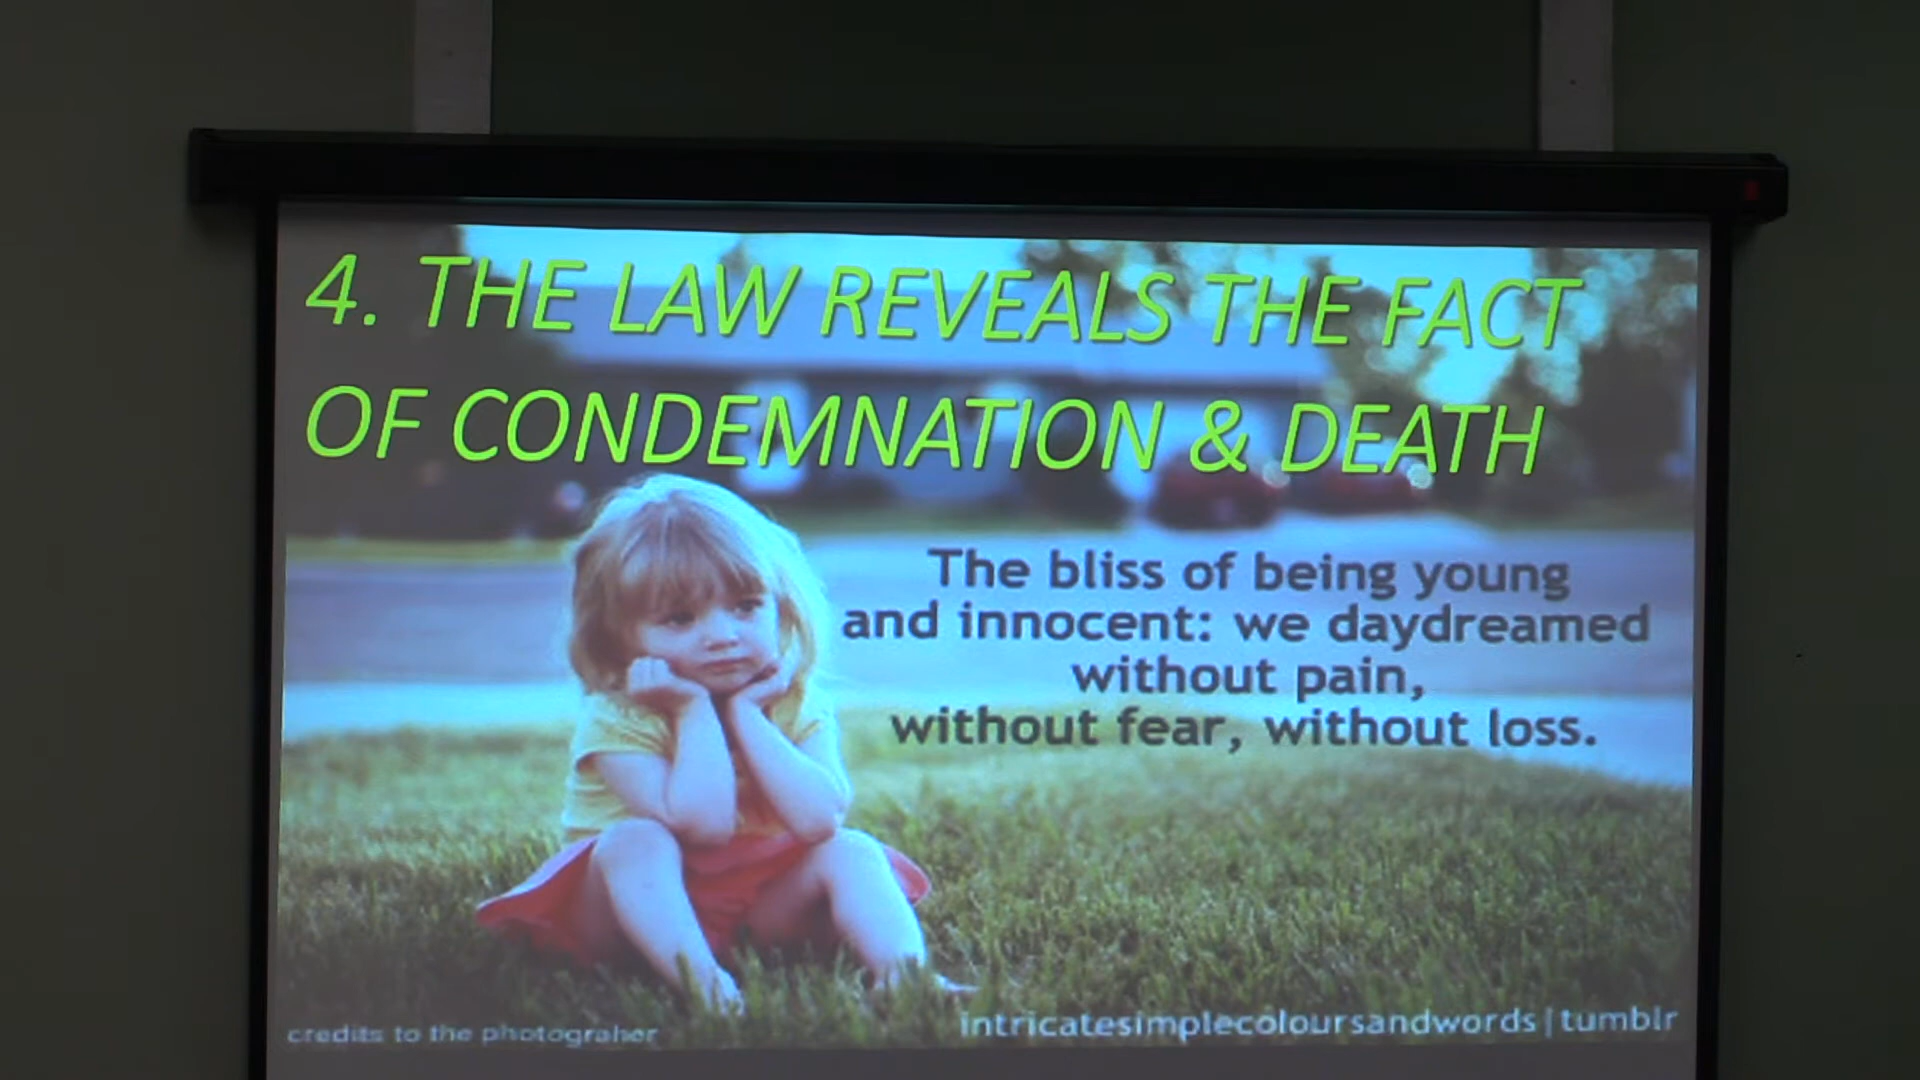 4. THE LAW REVEALS THE FACT
OF CONDEMNATION & DEATH
The bliss of being young
and innocent: we daydreamed
without pain,
without fear, without loss.
credits to the photograher
intricatesimplecoloursandwords|tumblr